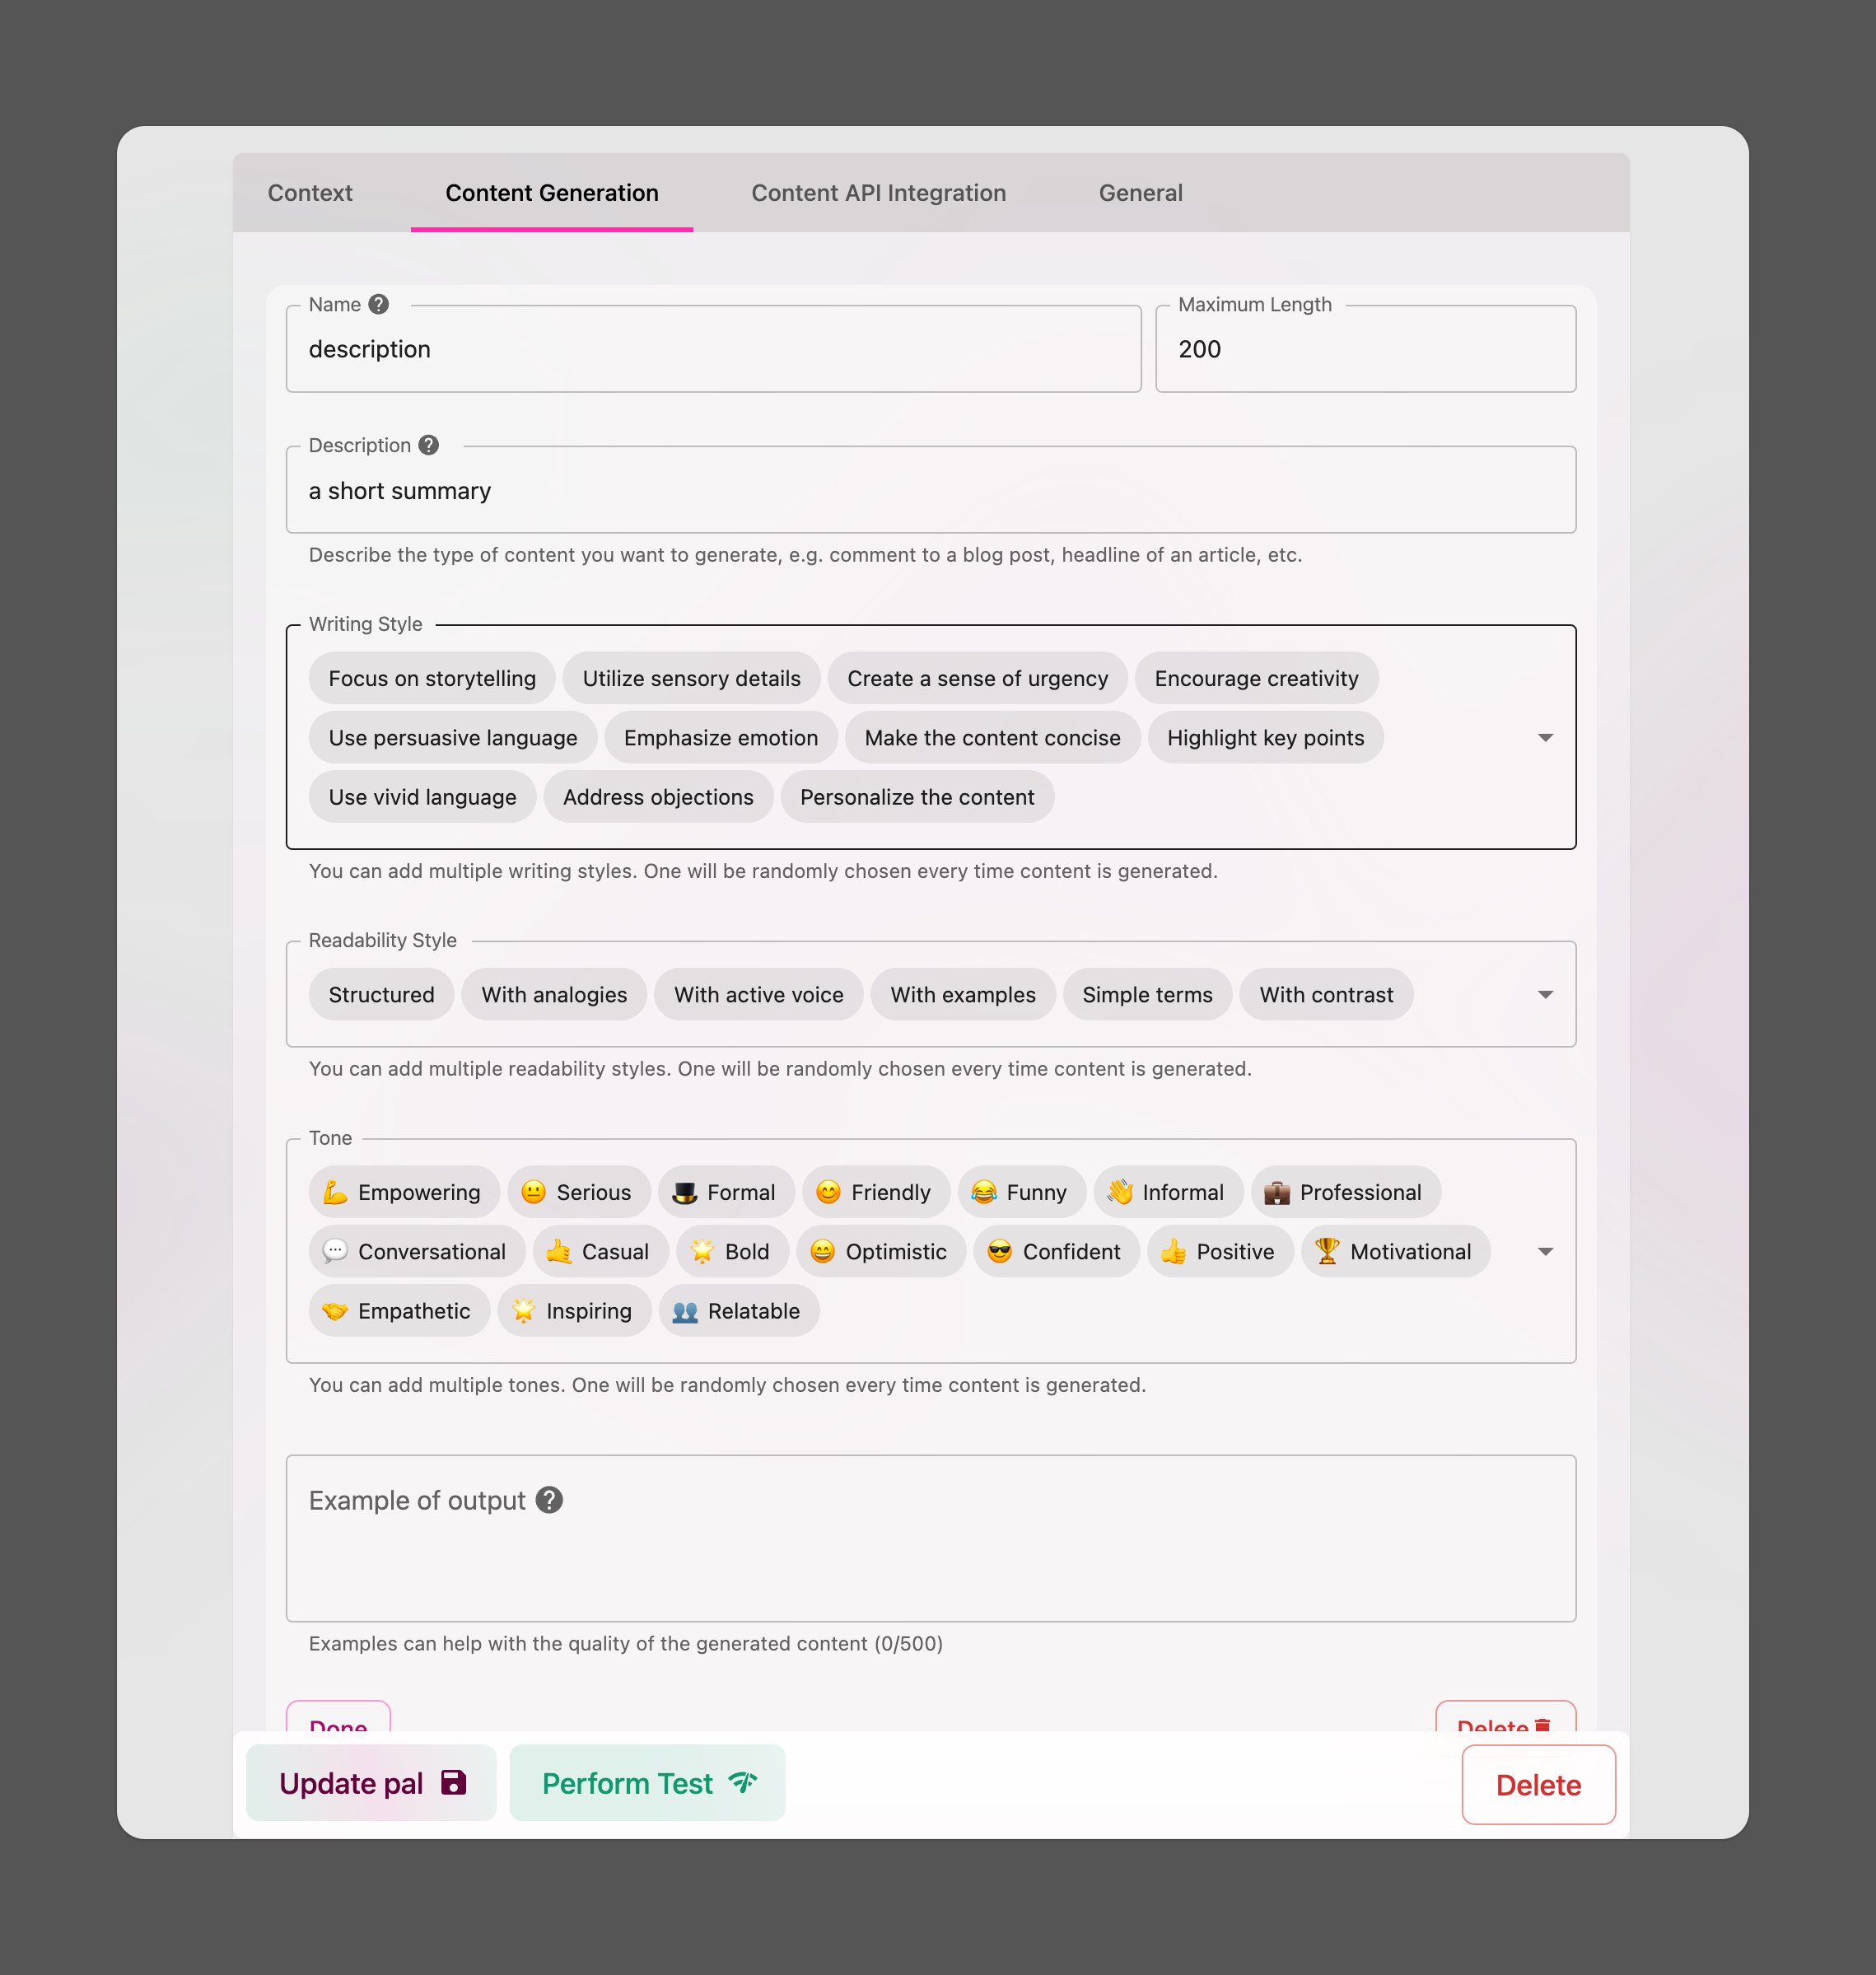 Context Content Generation Content API Integration General
Name Maximum Length
description 200
Description
a short summary
Describe the type of content you want to generate, e.g. comment to a blog post, headline of an article, etc.
Writing Style
Focus on storytelling Utilize sensory details Create a sense of urgency Encourage creativity
Use persuasive language Emphasize emotion Make the content concise Highlight key points
Use vivid language Address objections Personalize the content
You can add multiple writing styles. One will be randomly chosen every time content is generated.
Readability Style
Structured With analogies With active voice With examples Simple terms With contrast
You can add multiple readability styles. One will be randomly chosen every time content is generated.
Tone
Empowering Serious Formal Friendly Funny Informal Professional
Conversational Casual Bold Optimistic Confident Positive Motivational
Empathetic Inspiring Relatable
You can add multiple tones. One will be randomly chosen every time content is generated.
Example of output
Examples can help with the quality of the generated content (0/500)
Done Delete
Update pal Perform Test Delete